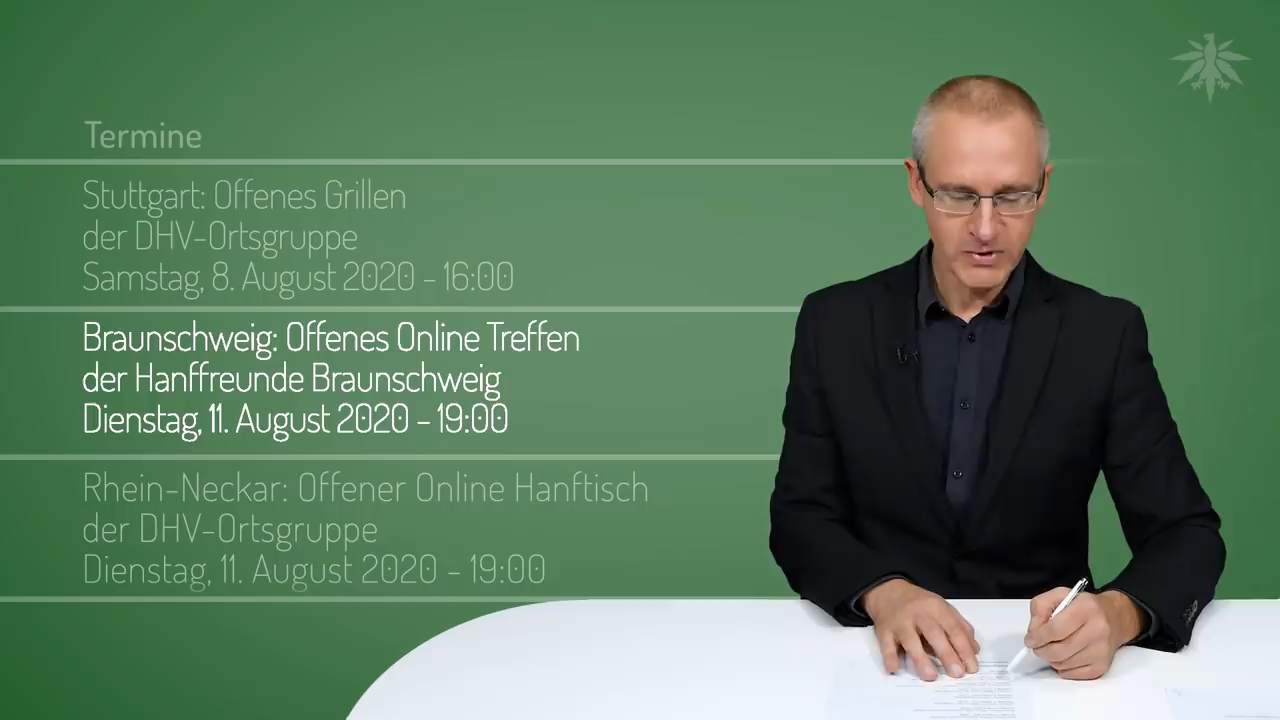 Termine
Stuttgart: Offenes Grillen
der DHV-Ortsgruppe
Samstag, 8. August 2020 - 16:00
Braunschweig: Offenes Online Treffen
der Hanffreunde Braunschweig
Dienstag, 11. August 2020 - 19:00
Rhein-Neckar: Offener Online Hanftisch
der DHV-Ortsgruppe
Dienstag, 11. August 2020 - 19:00